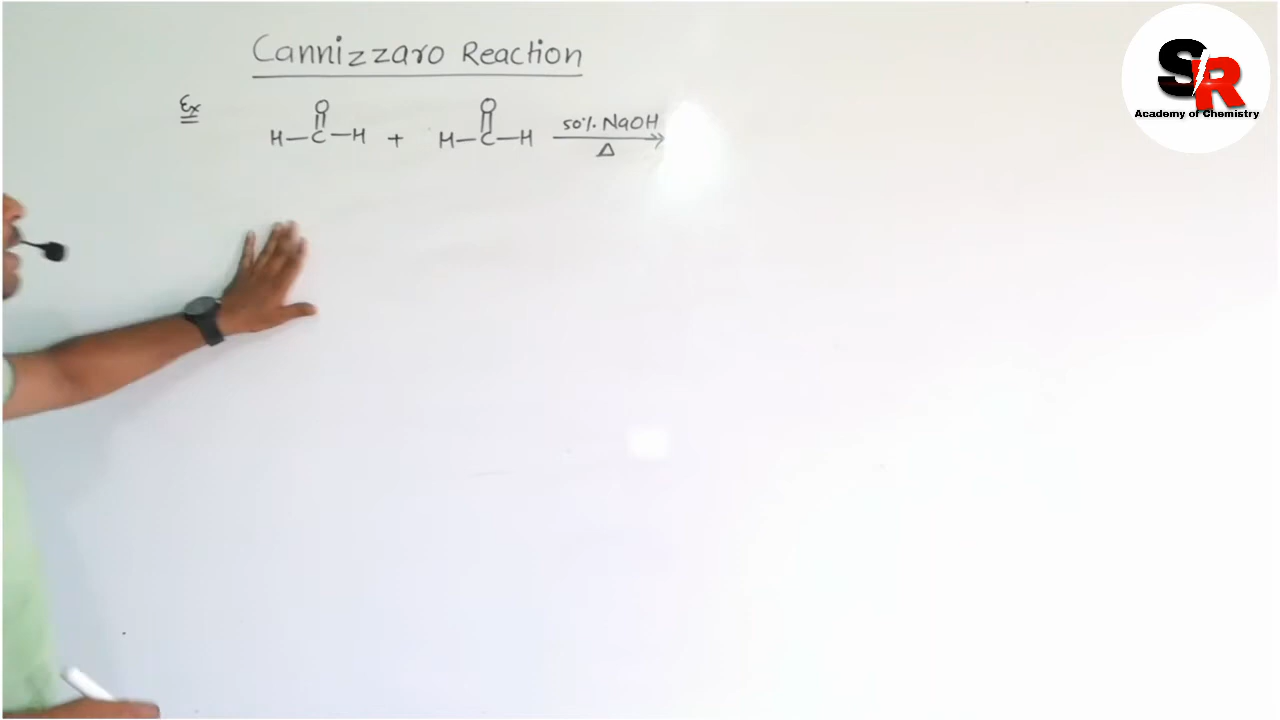 Cannizzaro Reaction
Ex
O O
H–C–H + H–C–H 50% NaOH
Δ
SR
Academy of Chemistry